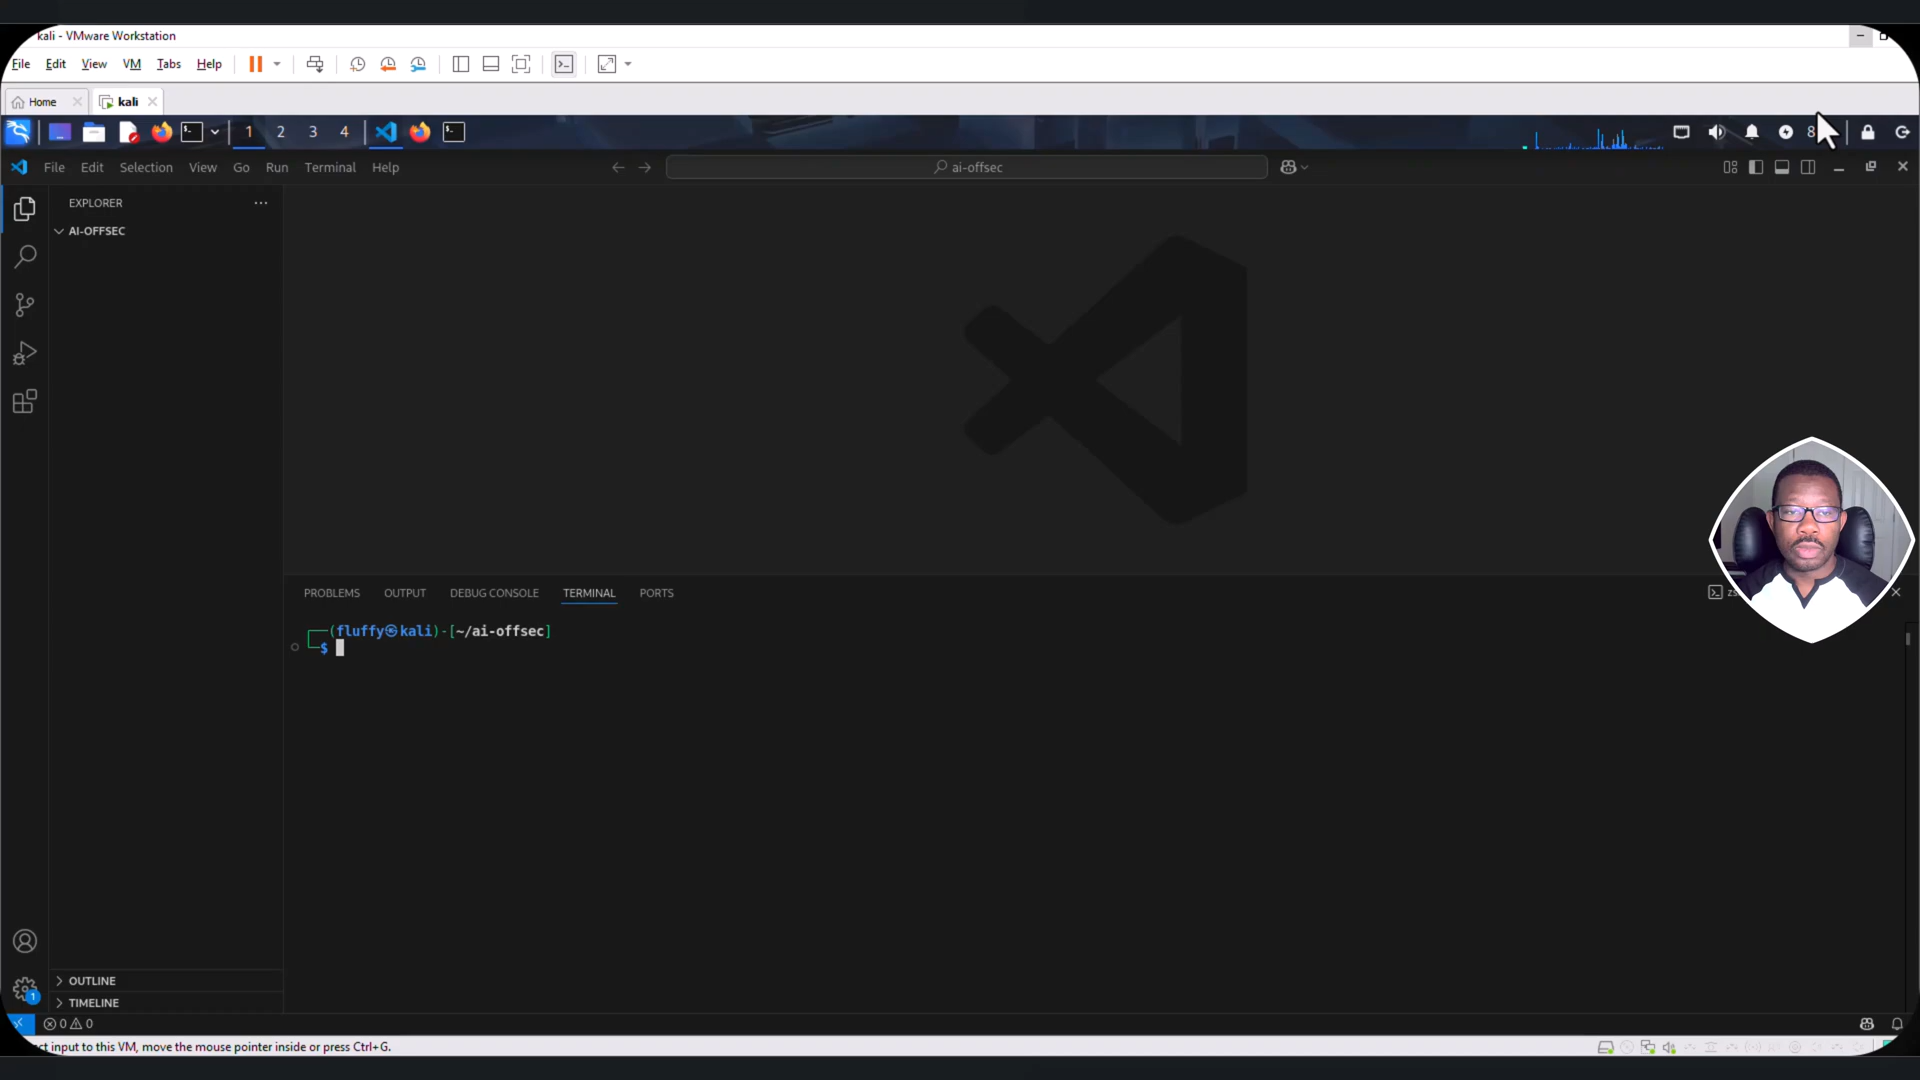 kali - VMware Workstation
File Edit View VM Tabs Help
Home kali
1 2 3 4
File Edit Selection View Go Run Terminal Help ai-offsec
EXPLORER
AI-OFFSEC
PROBLEMS OUTPUT DEBUG CONSOLE TERMINAL PORTS
(fluffy㉿kali)-[~/ai-offsec]
$
OUTLINE
1
TIMELINE
0 0
input to this VM, move the mouse pointer inside or press Ctrl+G.